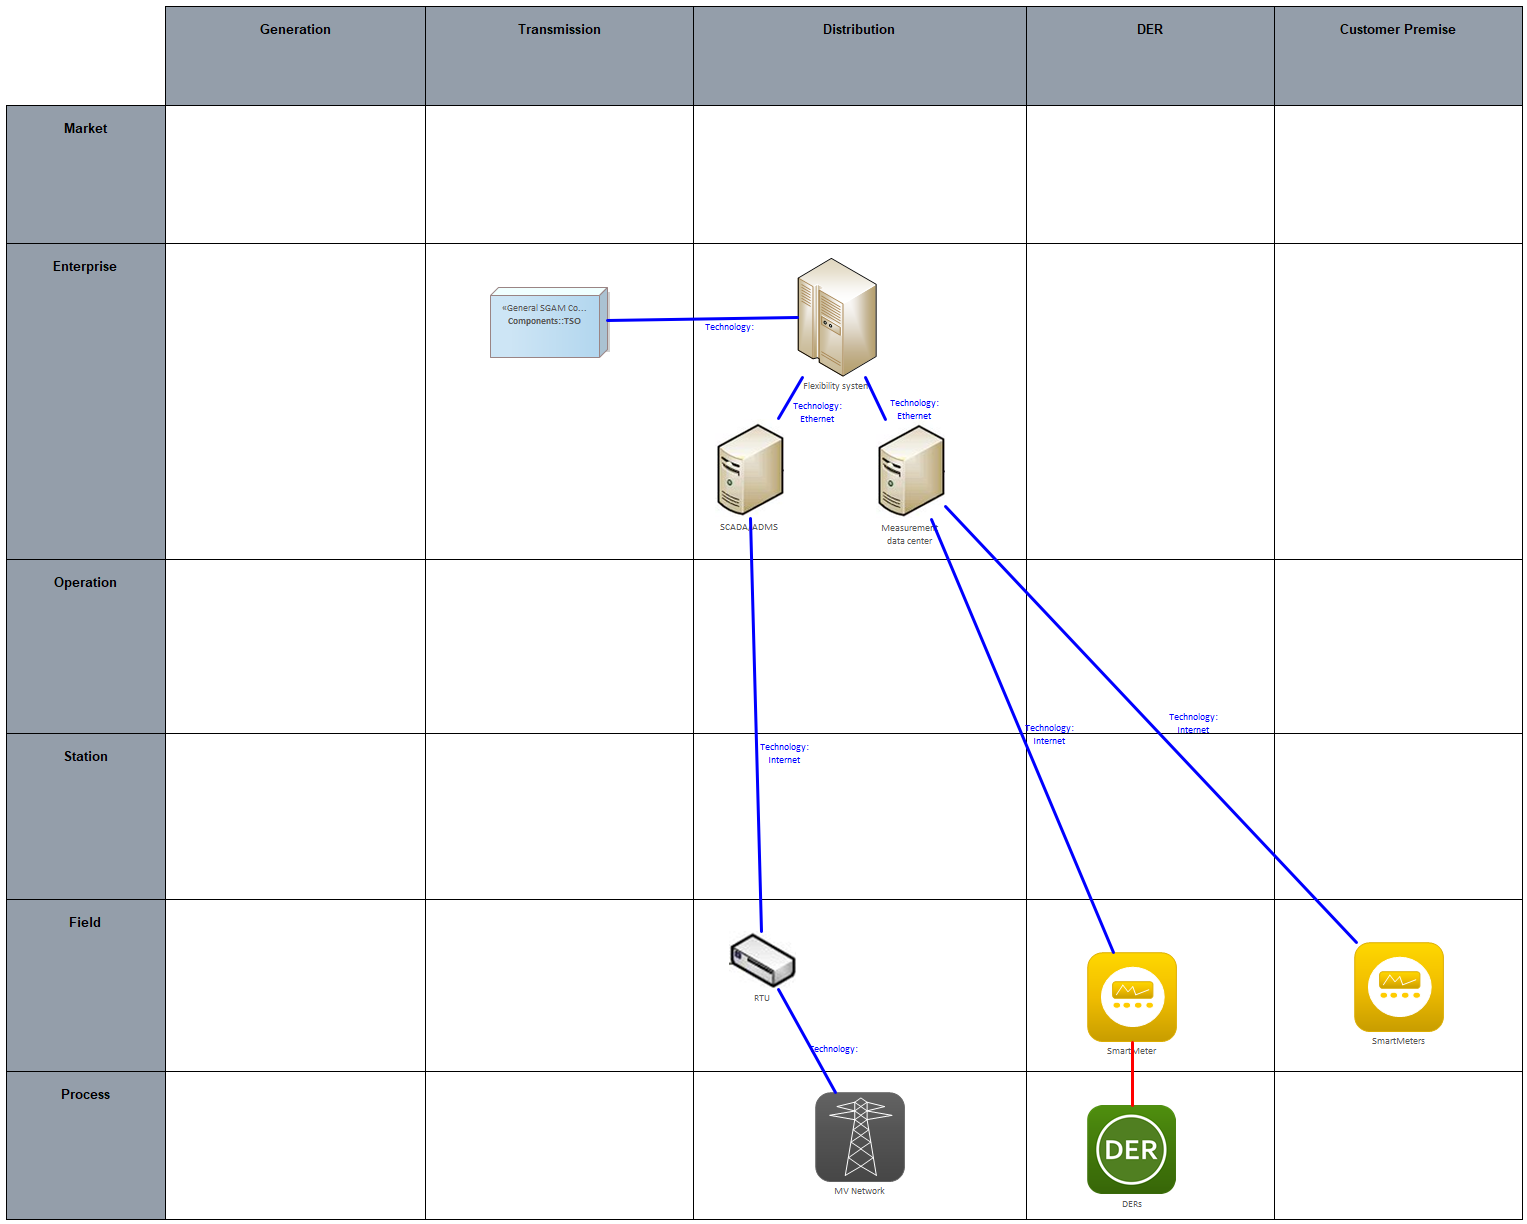 Generation
Transmission
Distribution
DER
Customer Premise
Market
Enterprise
«General SGAM Co...
Components::TSO
Technology:
Flexibility system
Technology:
Ethernet
Technology:
Ethernet
SCADA/ADMS
Measurement
data center
Operation
Technology:
Internet
Technology:
Internet
Station
Technology:
Internet
Field
RTU
SmartMeter
SmartMeters
Technology:
Process
MV Network
DER
DERs